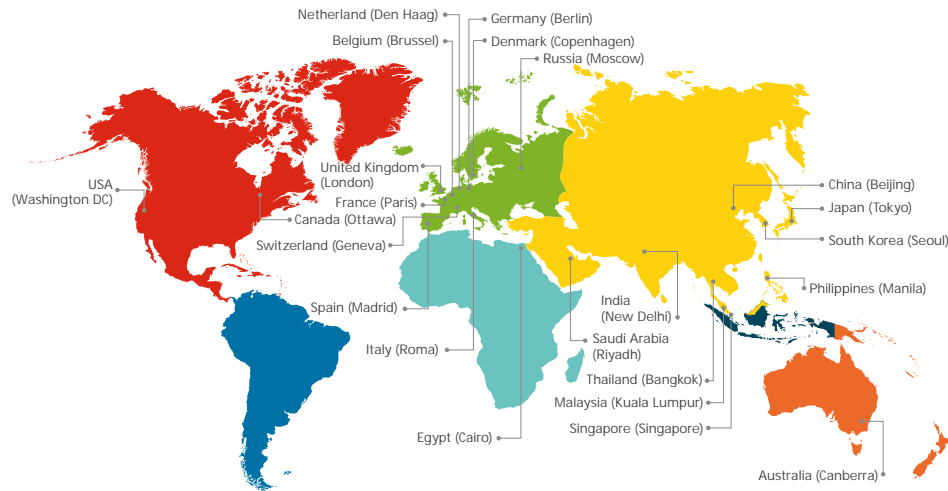 Netherland (Den Haag)
Germany (Berlin)
Belgium (Brussel)
Denmark (Copenhagen)
Russia (Moscow)
United Kingdom
(London)
USA
(Washington DC)
France (Paris)
Canada (Ottawa)
Switzerland (Geneva)
China (Beijing)
Japan (Tokyo)
South Korea (Seoul)
Philippines (Manila)
Spain (Madrid)
India
(New Delhi)
Italy (Roma)
Saudi Arabia
(Riyadh)
Thailand (Bangkok)
Malaysia (Kuala Lumpur)
Singapore (Singapore)
Egypt (Cairo)
Australia (Canberra)